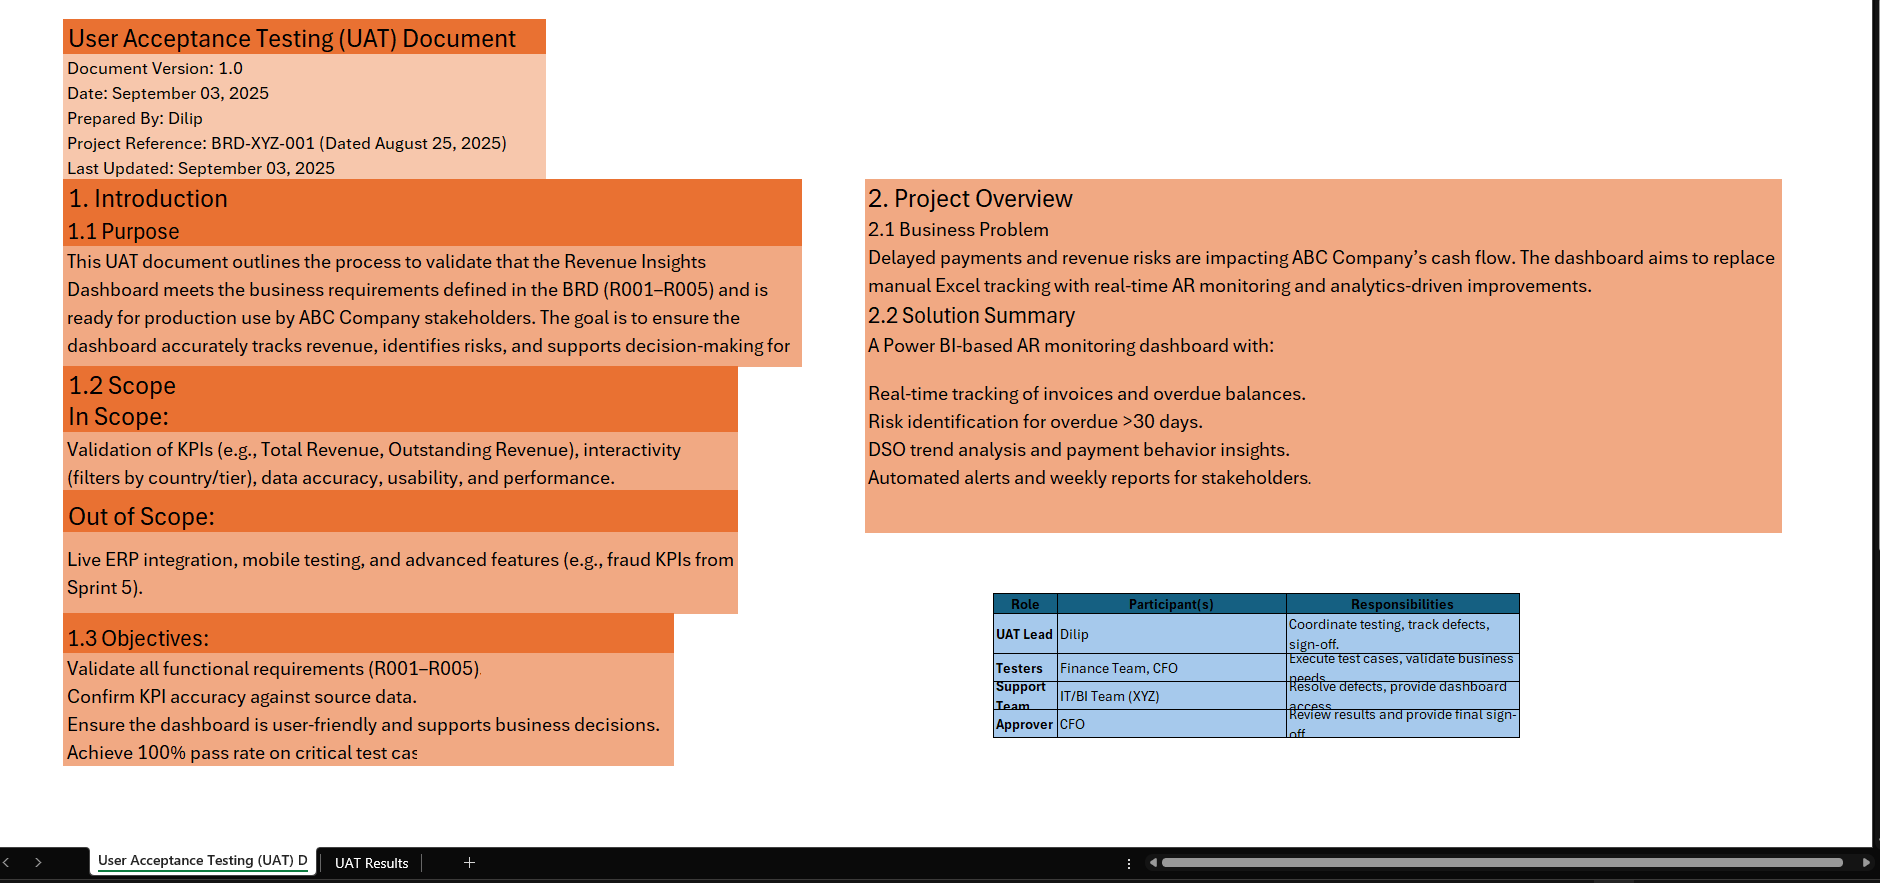 User Acceptance Testing (UAT) Document
Document Version: 1.0
Date: September 03, 2025
Prepared By: Dilip
Project Reference: BRD-XYZ-001 (Dated August 25, 2025)
Last Updated: September 03, 2025
1. Introduction
1.1 Purpose
This UAT document outlines the process to validate that the Revenue Insights
Dashboard meets the business requirements defined in the BRD (R001–R005) and is
ready for production use by ABC Company stakeholders. The goal is to ensure the
dashboard accurately tracks revenue, identifies risks, and supports decision-making for
1.2 Scope
In Scope:
Validation of KPIs (e.g., Total Revenue, Outstanding Revenue), interactivity
(filters by country/tier), data accuracy, usability, and performance.
Out of Scope:
Live ERP integration, mobile testing, and advanced features (e.g., fraud KPIs from
Sprint 5).
1.3 Objectives:
Validate all functional requirements (R001–R005).
Confirm KPI accuracy against source data.
Ensure the dashboard is user-friendly and supports business decisions.
Achieve 100% pass rate on critical test cas
2. Project Overview
2.1 Business Problem
Delayed payments and revenue risks are impacting ABC Company’s cash flow. The dashboard aims to replace
manual Excel tracking with real-time AR monitoring and analytics-driven improvements.
2.2 Solution Summary
A Power BI-based AR monitoring dashboard with:
Real-time tracking of invoices and overdue balances.
Risk identification for overdue >30 days.
DSO trend analysis and payment behavior insights.
Automated alerts and weekly reports for stakeholders.
Role Participant(s) Responsibilities
UAT Lead Dilip Coordinate testing, track defects,
sign-off.
Testers Finance Team, CFO Execute test cases, validate business
needs
Support
Team IT/BI Team (XYZ) Resolve defects, provide dashboard
access
Approver CFO Review results and provide final sign-
off
User Acceptance Testing (UAT) D
UAT Results